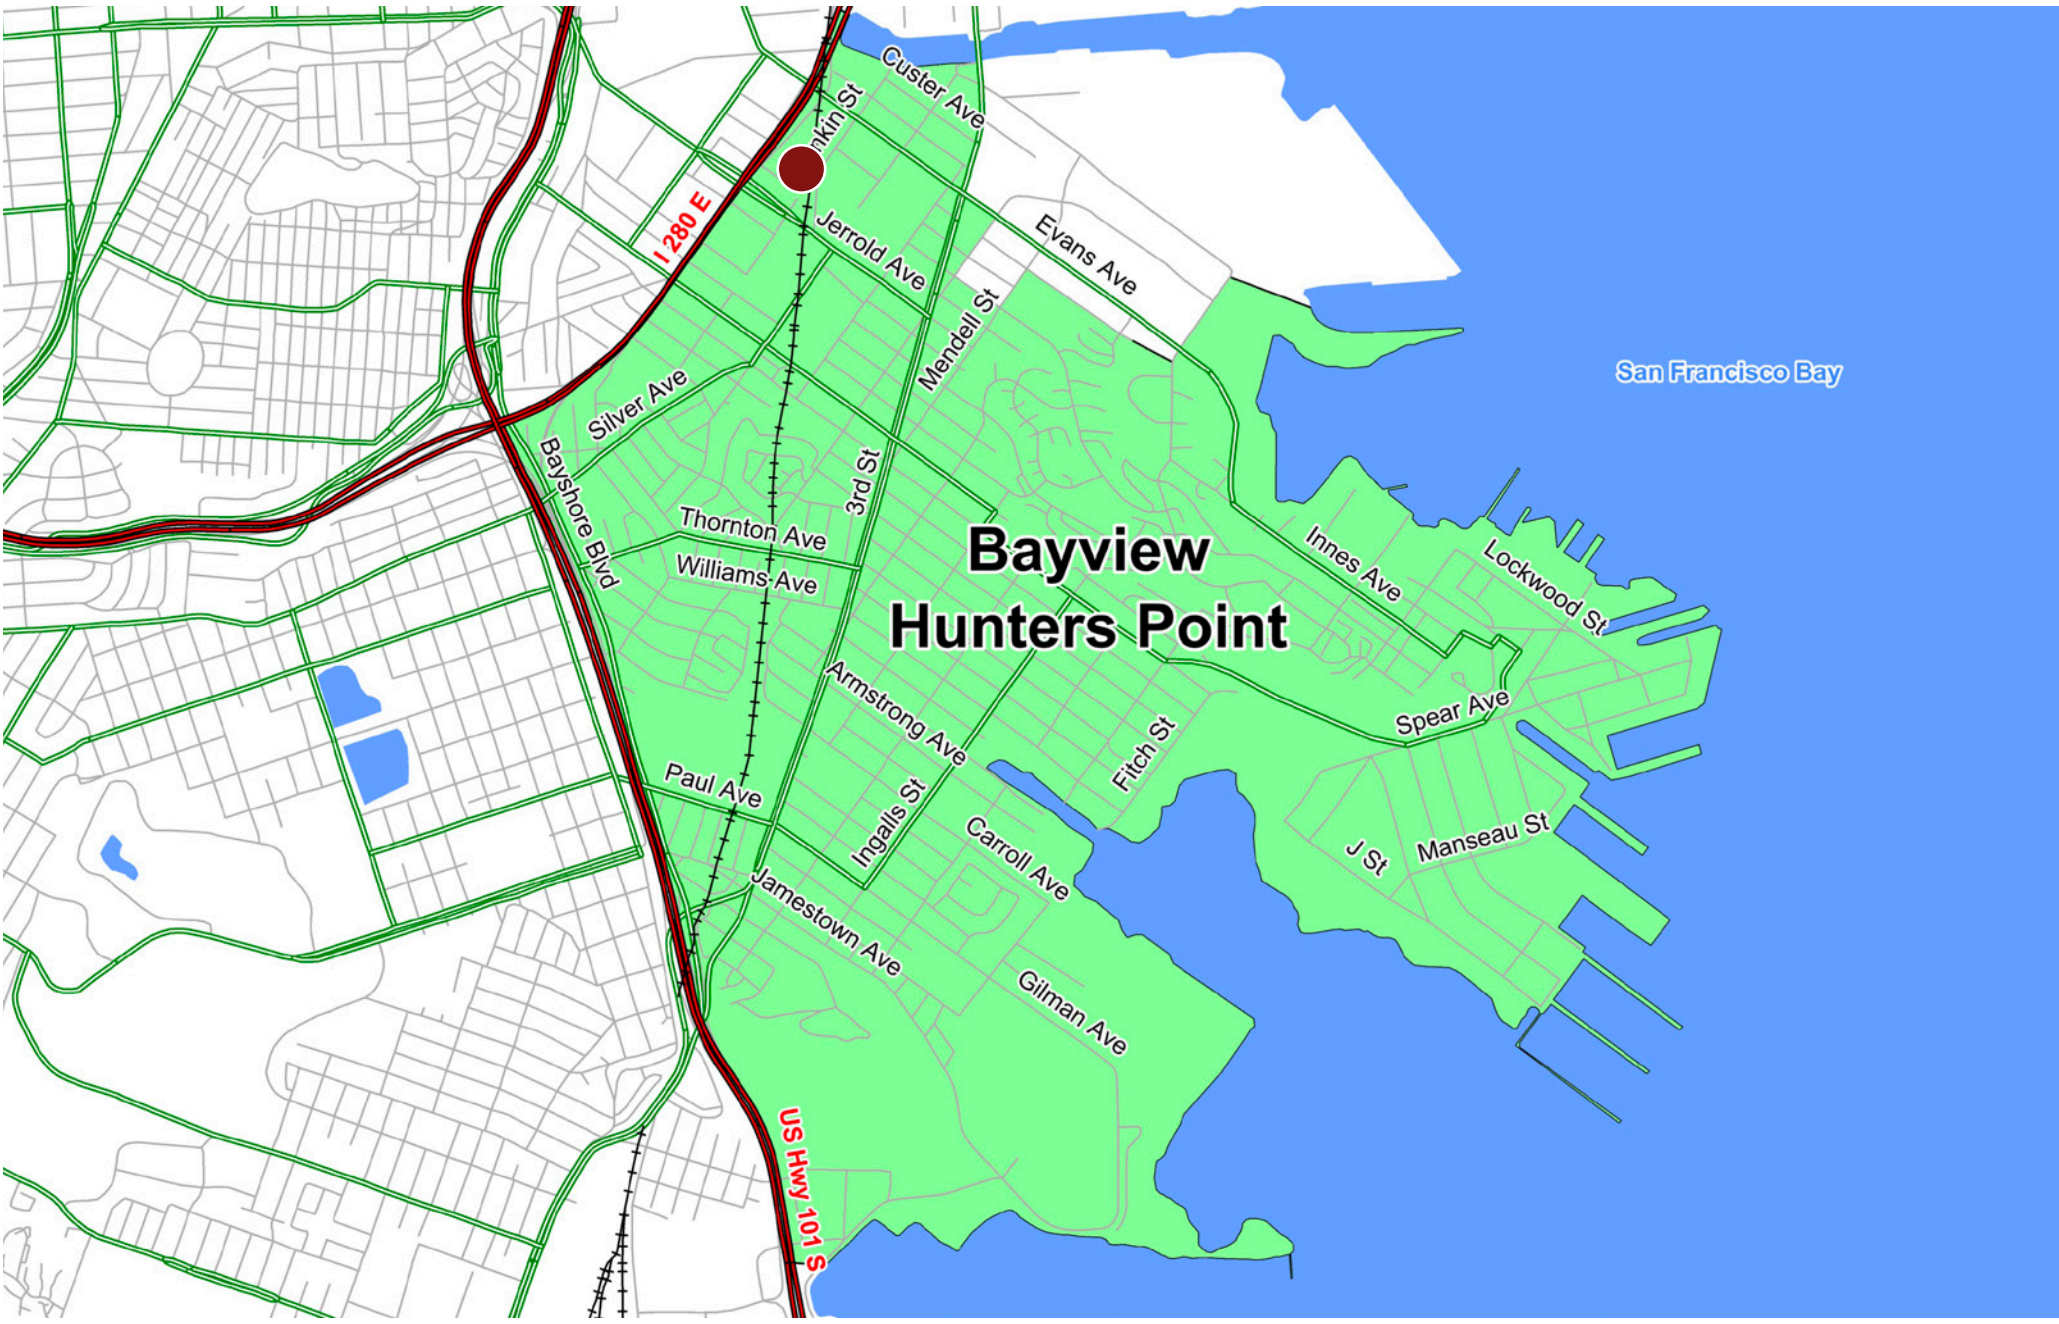 Custer Ave
nkin St
I 280 E
Jerrold Ave
Evans Ave
Mendell St
San Francisco Bay
Silver Ave
Bayshore Blvd
3rd St
Thornton Ave
Williams Ave
Bayview
Hunters Point
Innes Ave
Lockwood St
Armstrong Ave
Spear Ave
Fitch St
Paul Ave
Ingalls St
Carroll Ave
J St
Manseau St
Jamestown Ave
Gilman Ave
US Hwy 101 S